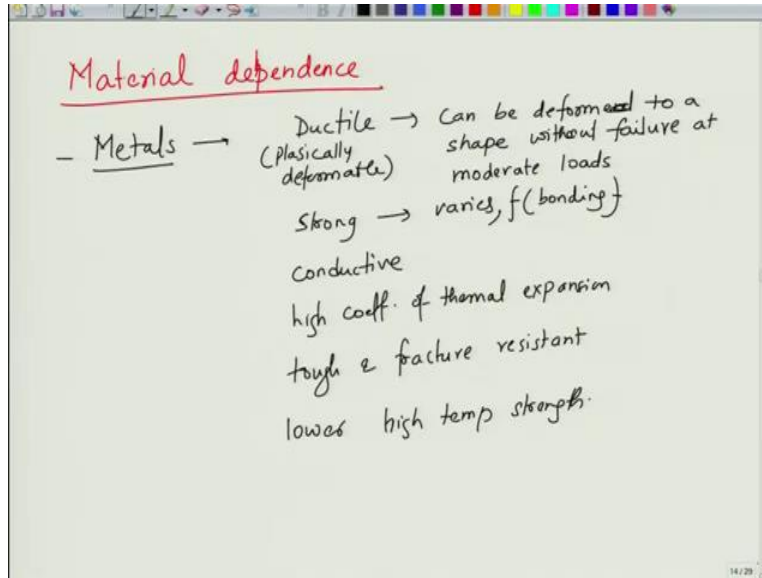 Material dependence
- Metals → Ductile → Can be deformed to a
(plasically shape without failure at
deformable) moderate loads
Strong → varies, f(bonding)
conductive
high coeff. of thermal expansion
tough & fracture resistant
lower high temp strength.
14/29